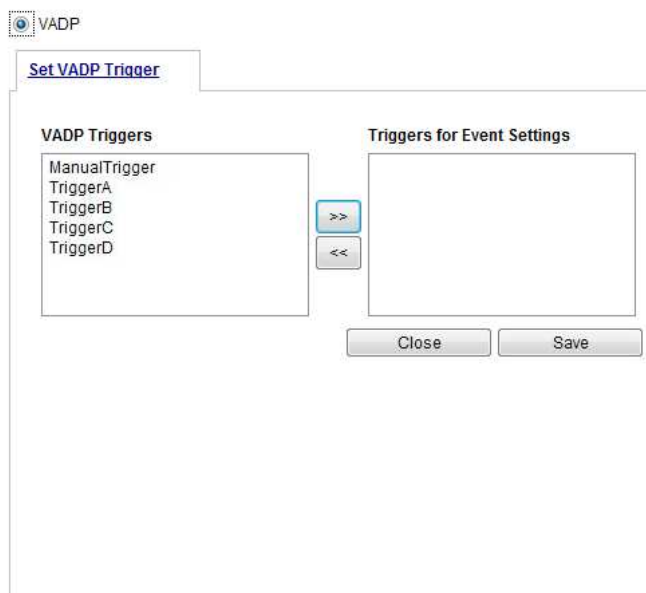 VADP
Set VADP Trigger
VADP Triggers
Triggers for Event Settings
ManualTrigger
TriggerA
TriggerB
TriggerC
TriggerD
>>
<<
Close
Save